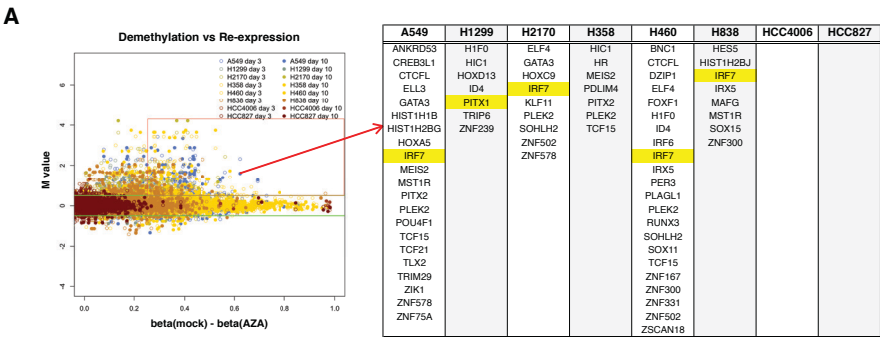 A
Demethylation vs Re-expression
A549 day 3 A549 day 10
H1299 day 3 H1299 day 10
H2170 day 3 H2170 day 10
H358 day 3 H358 day 10
H460 day 3 H460 day 10
H838 day 3 H838 day 10
HCC4006 day 3 HCC4006 day 10
HCC827 day 3 HCC827 day 10
M value
6
4
2
0
-2
-4
0.0 0.2 0.4 0.6 0.8 1.0
beta(mock) - beta(AZA)
A549 H1299 H2170 H358 H460 H838 HCC4006 HCC827
ANKRD53 H1F0 ELF4 HIC1 BNC1 HES5
CREB3L1 HIC1 GATA3 HR CTCFL HIST1H2BJ
CTCFL HOXD13 HOXC9 MEIS2 DZIP1 IRF7
ELL3 ID4 IRF7 PDLIM4 ELF4 IRX5
GATA3 PITX1 KLF11 PITX2 FOXF1 MAFG
HIST1H1B TRIP6 PLEK2 PLEK2 H1F0 MST1R
HIST1H2BG ZNF239 SOHLH2 TCF15 ID4 SOX15
HOXA5 ZNF502 IRF6 ZNF300
IRF7 ZNF578 IRF7
MEIS2 IRX5
MST1R PER3
PITX2 PLAGL1
PLEK2 PLEK2
POU4F1 RUNX3
TCF15 SOHLH2
TCF21 SOX11
TLX2 TCF15
TRIM29 ZNF167
ZIK1 ZNF300
ZNF578 ZNF331
ZNF75A ZNF502
ZSCAN18